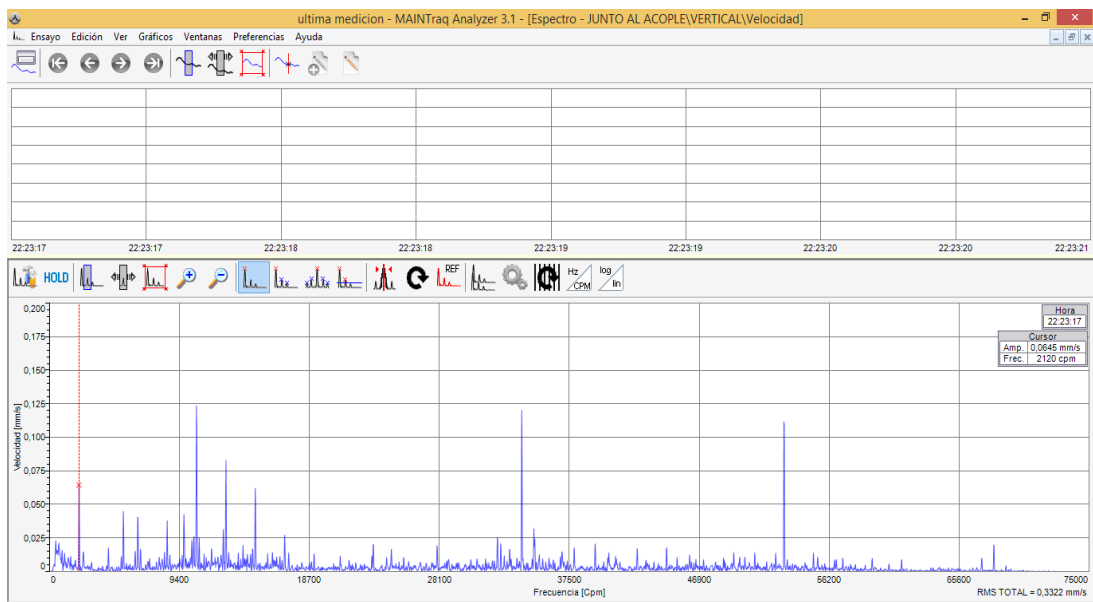 ultima medicion - MAINTraq Analyzer 3.1 - [Espectro - JUNTO AL ACOPLE\VERTICAL\Velocidad]
Ensayo Edición Ver Gráficos Ventanas Preferencias Ayuda
22:23:17 22:23:17 22:23:18 22:23:18 22:23:19 22:23:19 22:23:20 22:23:20 22:23:21
HOLD REF Hz/CPM log/lin
Hora
22:23:17
Cursor
Amp. 0,0645 mm/s
Frec. 2120 cpm
Velocidad [mm/s]
0,200
0,175
0,150
0,125
0,100
0,075
0,050
0,025
0
0 9400 18700 28100 37500 46900 56200 65600 75000
Frecuencia [Cpm]
RMS TOTAL = 0,3322 mm/s